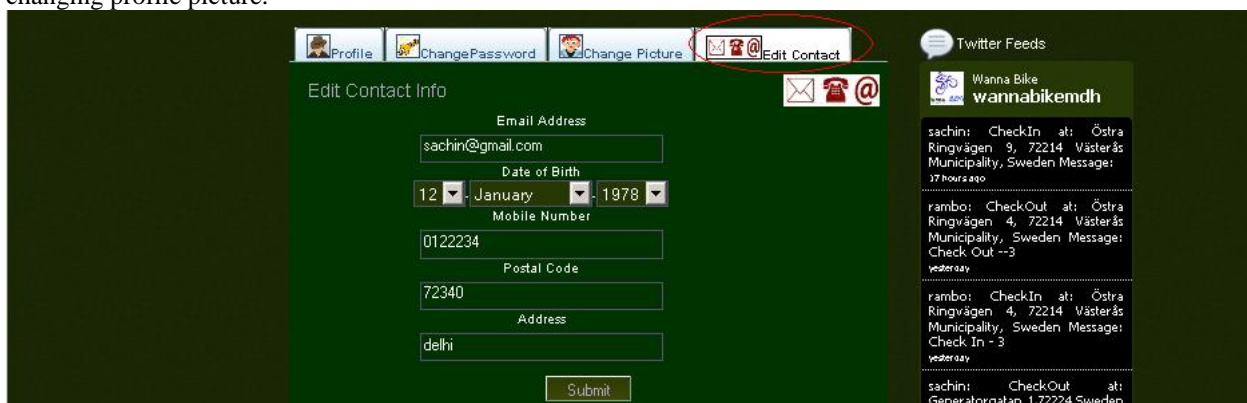 changing profile picture.
Profile
ChangePassword
Change Picture
Edit Contact
Edit Contact Info
Email Address
sachin@gmail.com
Date of Birth
12 - January - 1978
Mobile Number
0122234
Postal Code
72340
Address
delhi
Submit
Twitter Feeds
Wanna Bike
wannabikemdh
sachin: CheckIn at: Östra
Ringvägen 9, 72214 Västerås
Municipality, Sweden Message:
17 hours ago
rambo: CheckOut at: Östra
Ringvägen 4, 72214 Västerås
Municipality, Sweden Message:
Check Out --3
yesterday
rambo: CheckIn at: Östra
Ringvägen 4, 72214 Västerås
Municipality, Sweden Message:
Check In - 3
yesterday
sachin: CheckOut at:
Generatorgatan 1,72224 Sweden